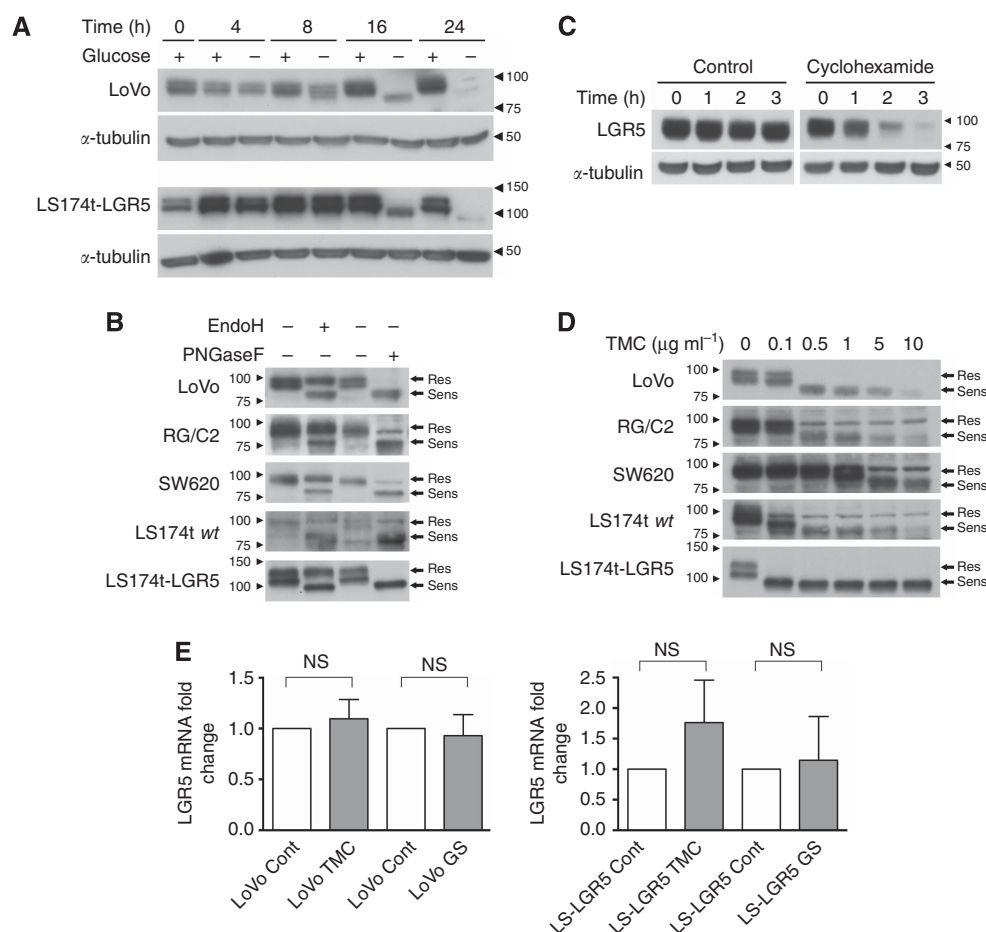 A
Time (h) 0 4 8 16 24
Glucose + + − + − + − + −
LoVo
◄ 100
◄ 75
α-tubulin
◄ 50
LS174t-LGR5
◄ 150
◄ 100
α-tubulin
◄ 50
C
Control Cyclohexamide
Time (h) 0 1 2 3 0 1 2 3
LGR5
◄ 100
◄ 75
α-tubulin
◄ 50
B
EndoH − + − −
PNGaseF − − − +
LoVo 100 ► ← Res
75 ► ← Sens
RG/C2 100 ► ← Res
75 ► ← Sens
SW620 100 ► ← Res
75 ► ← Sens
LS174t wt 100 ► ← Res
75 ► ← Sens
LS174t-LGR5 150 ► ← Res
100 ► ← Sens
D
TMC (μg ml⁻¹) 0 0.1 0.5 1 5 10
LoVo 100 ► ← Res
75 ► ← Sens
RG/C2 100 ► ← Res
75 ► ← Sens
SW620 100 ► ← Res
75 ► ← Sens
LS174t wt 100 ► ← Res
75 ► ← Sens
LS174t-LGR5 150 ► ← Res
100 ► ← Sens
E
LGR5 mRNA fold
change
1.5
1.0
0.5
0.0
NS NS
LoVo Cont
LoVo TMC
LoVo Cont
LoVo GS
LGR5 mRNA fold
change
2.5
2.0
1.5
1.0
0.5
0.0
NS NS
LS-LGR5 Cont
LS-LGR5 TMC
LS-LGR5 Cont
LS-LGR5 GS